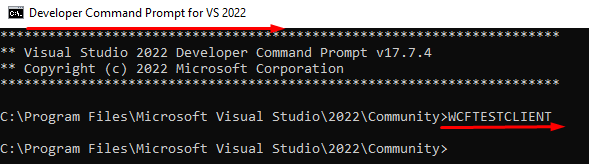 Developer Command Prompt for VS 2022
**********************************************************************
** Visual Studio 2022 Developer Command Prompt v17.7.4
** Copyright (c) 2022 Microsoft Corporation
**********************************************************************
C:\Program Files\Microsoft Visual Studio\2022\Community>WCFTESTCLIENT
C:\Program Files\Microsoft Visual Studio\2022\Community>